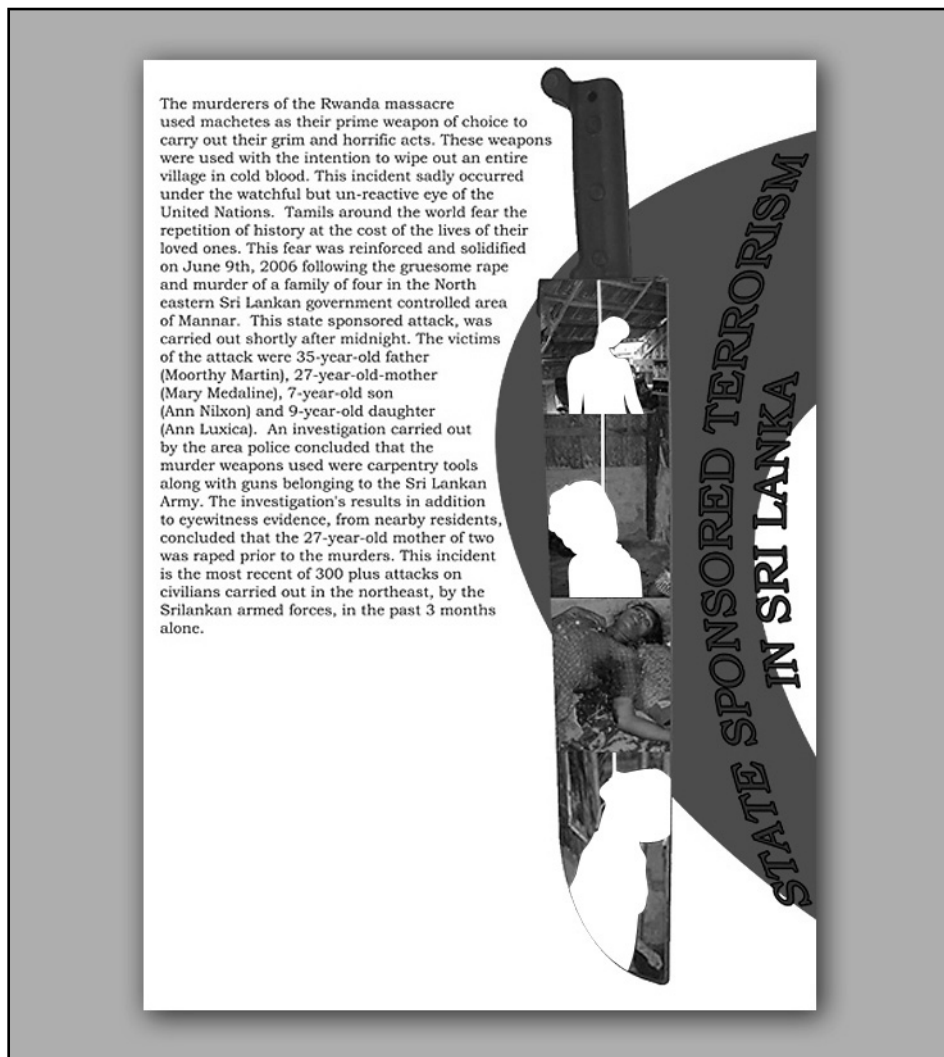 The murderers of the Rwanda massacre
used machetes as their prime weapon of choice to
carry out their grim and horrific acts. These weapons
were used with the intention to wipe out an entire
village in cold blood. This incident sadly occurred
under the watchful but un-reactive eye of the
United Nations.  Tamils around the world fear the
repetition of history at the cost of the lives of their
loved ones. This fear was reinforced and solidified
on June 9th, 2006 following the gruesome rape
and murder of a family of four in the North
eastern Sri Lankan government controlled area
of Mannar.  This state sponsored attack, was
carried out shortly after midnight. The victims
of the attack were 35-year-old father
(Moorthy Martin), 27-year-old-mother
(Mary Medaline), 7-year-old son
(Ann Nilxon) and 9-year-old daughter
(Ann Luxica).  An investigation carried out
by the area police concluded that the
murder weapons used were carpentry tools
along with guns belonging to the Sri Lankan
Army. The investigation's results in addition
to eyewitness evidence, from nearby residents,
concluded that the 27-year-old mother of two
was raped prior to the murders. This incident
is the most recent of 300 plus attacks on
civilians carried out in the northeast, by the
Srilankan armed forces, in the past 3 months
alone.
STATE SPONSORED TERRORISM
IN SRI LANKA